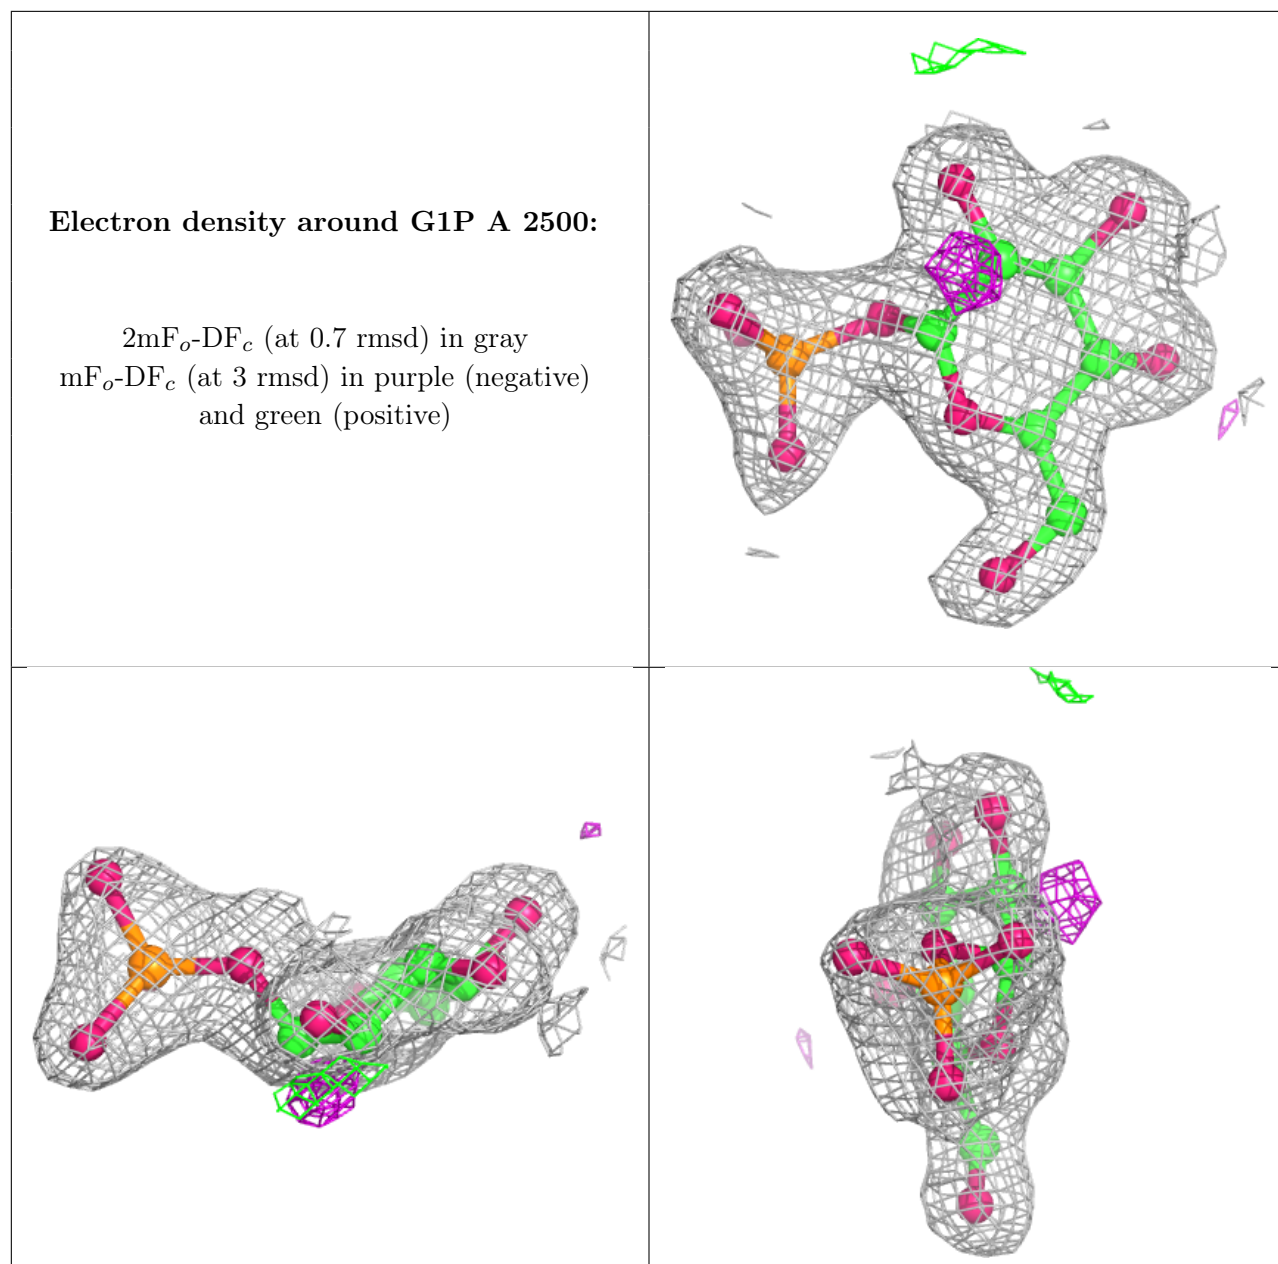 Electron density around G1P A 2500:
2mFₒ-DF𝒸 (at 0.7 rmsd) in gray
mFₒ-DF𝒸 (at 3 rmsd) in purple (negative)
and green (positive)